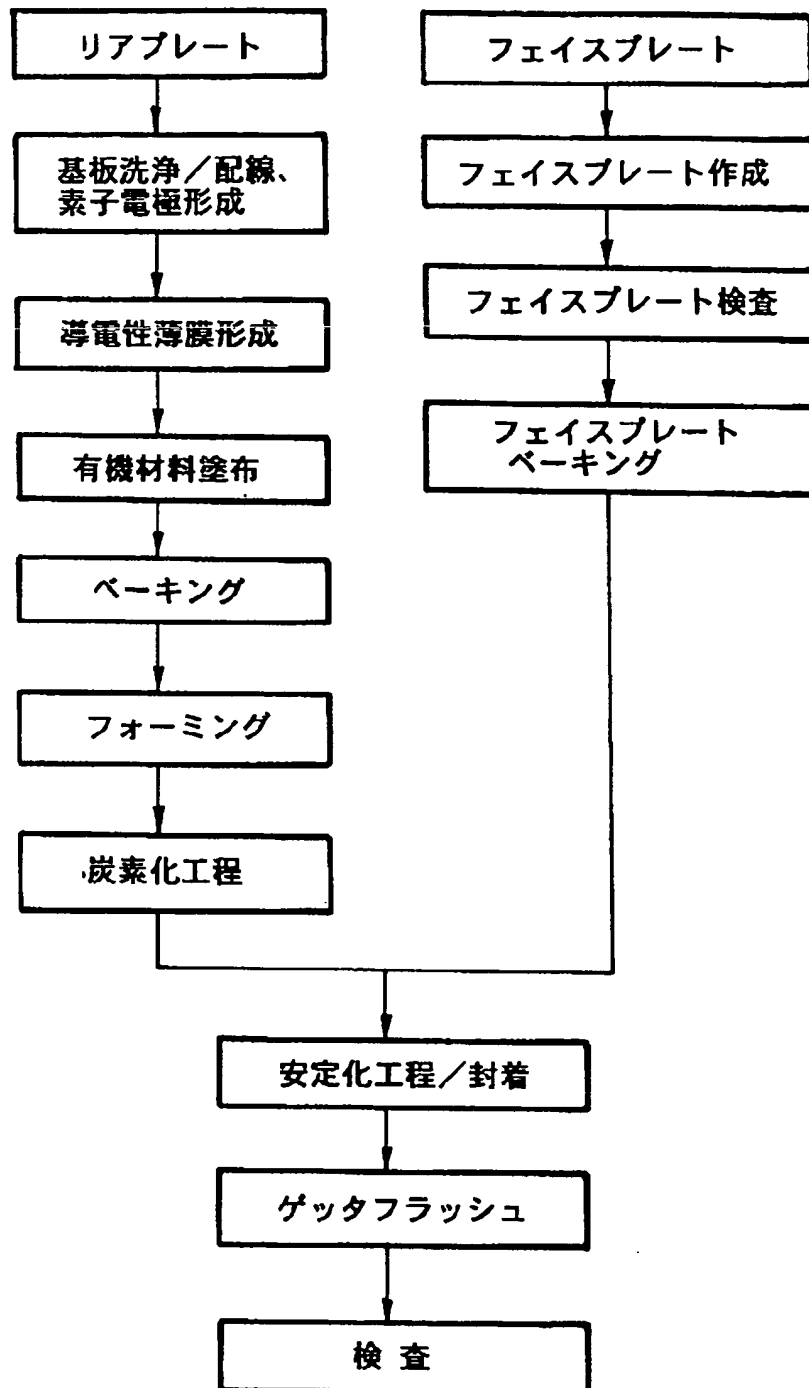 リアプレート
基板洗浄／配線、
素子電極形成
導電性薄膜形成
有機材料塗布
ベーキング
フォーミング
炭素化工程
フェイスプレート
フェイスプレート作成
フェイスプレート検査
フェイスプレート
ベーキング
安定化工程／封着
ゲッタフラッシュ
検 査